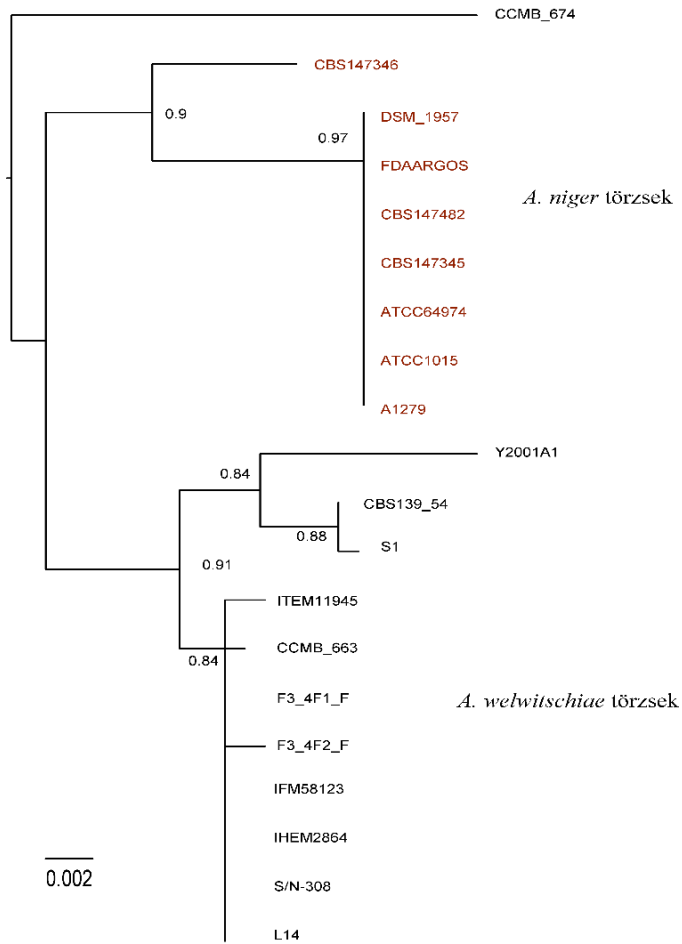 CCMB_674
CBS147346
0.9
DSM_1957
0.97
FDAARGOS
A. niger törzsek
CBS147482
CBS147345
ATCC64974
ATCC1015
A1279
Y2001A1
0.84
CBS139_54
0.88
S1
0.91
ITEM11945
CCMB_663
0.84
F3_4F1_F
A. welwitschiae törzsek
F3_4F2_F
IFM58123
IHEM2864
0.002
S/N-308
L14